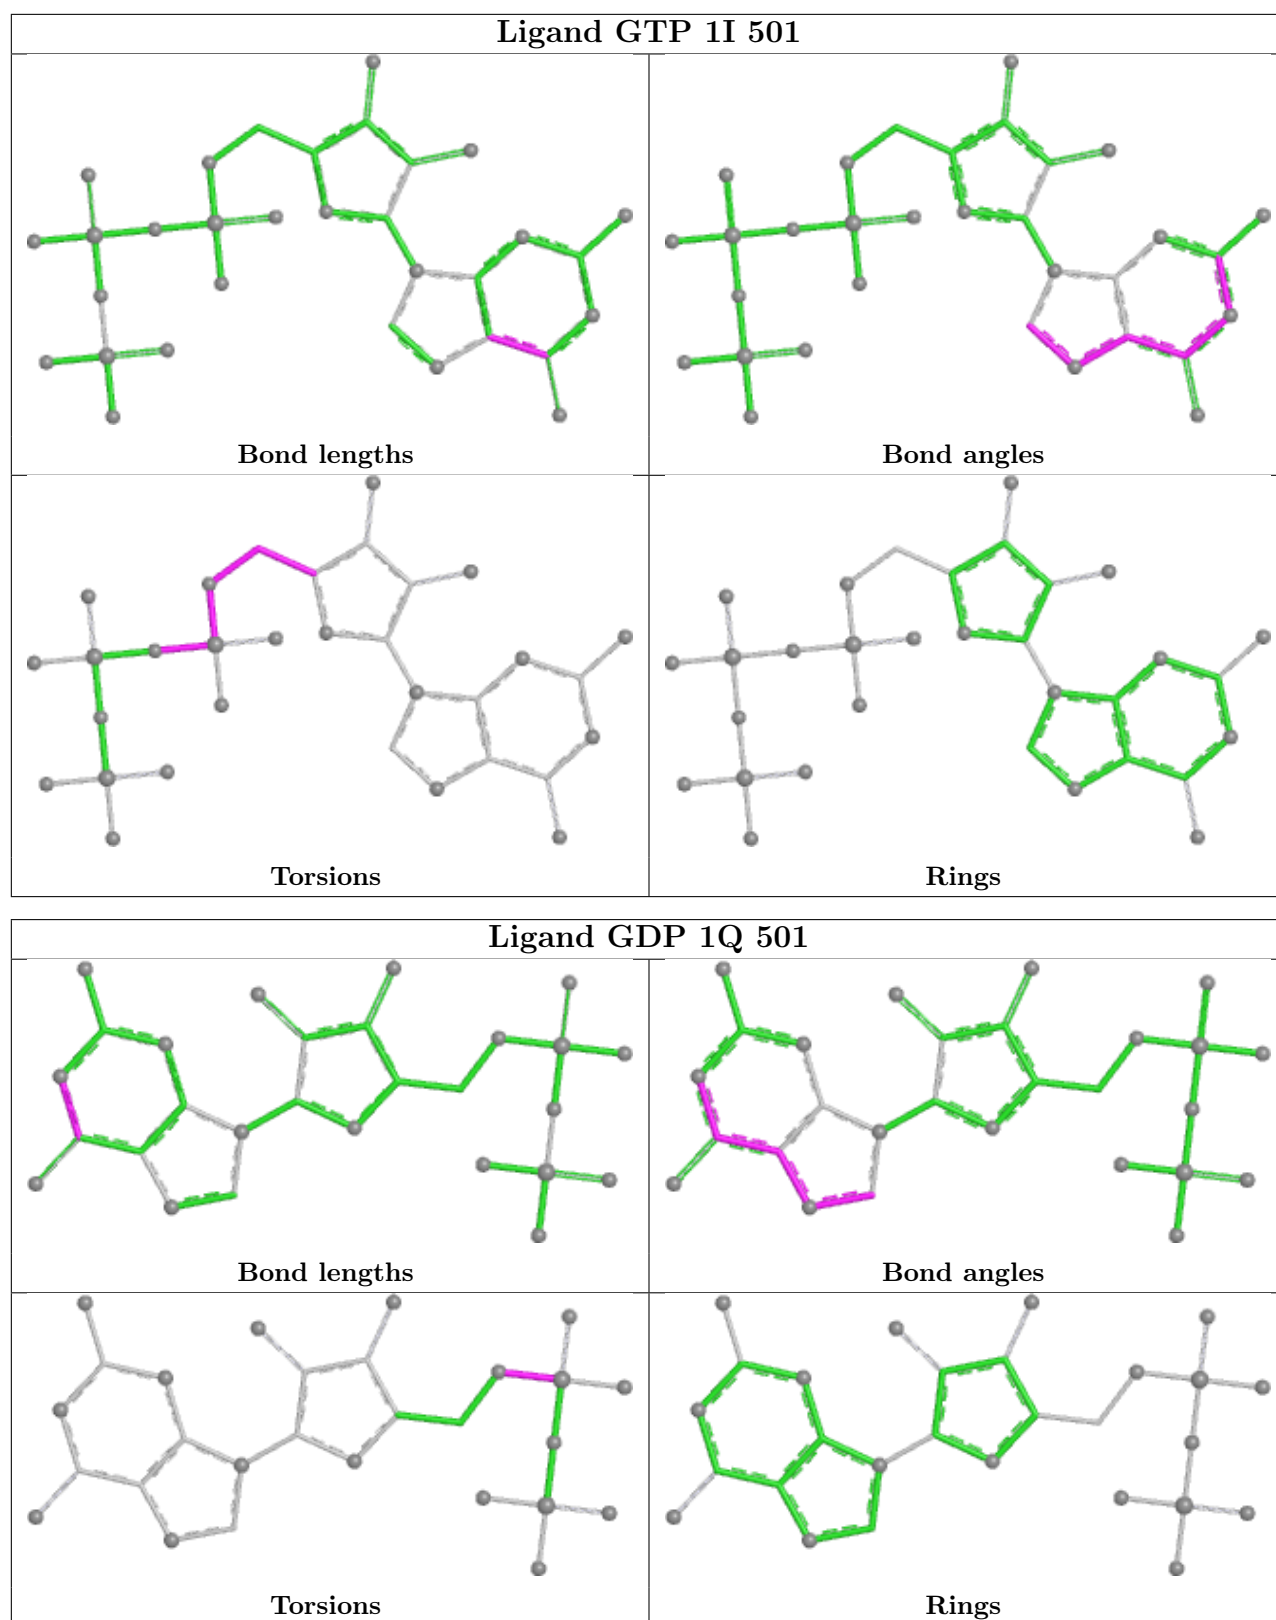 Ligand GTP 1I 501
Bond lengths
Bond angles
Torsions
Rings
Ligand GDP 1Q 501
Bond lengths
Bond angles
Torsions
Rings